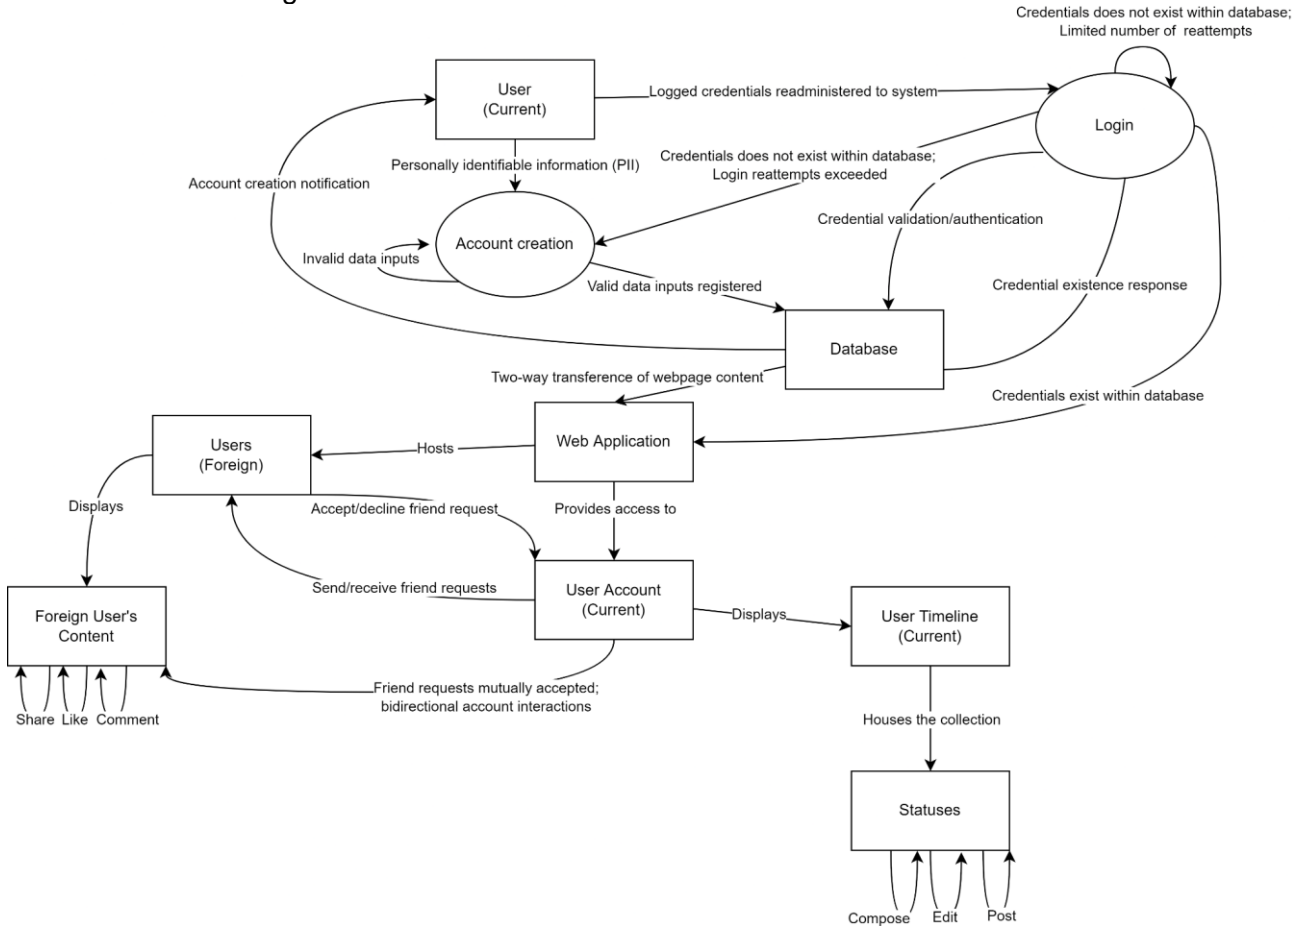 Credentials does not exist within database;
Limited number of reattempts
User
(Current)
Logged credentials readministered to system
Login
Personally identifiable information (PII)
Credentials does not exist within database;
Login reattempts exceeded
Account creation notification
Credential validation/authentication
Account creation
Invalid data inputs
Valid data inputs registered
Credential existence response
Database
Two-way transference of webpage content
Credentials exist within database
Users
(Foreign)
Hosts
Web Application
Displays
Accept/decline friend request
Provides access to
Send/receive friend requests
User Account
(Current)
Foreign User's
Content
Displays
User Timeline
(Current)
Friend requests mutually accepted;
bidirectional account interactions
Share
Like
Comment
Houses the collection
Statuses
Compose
Edit
Post